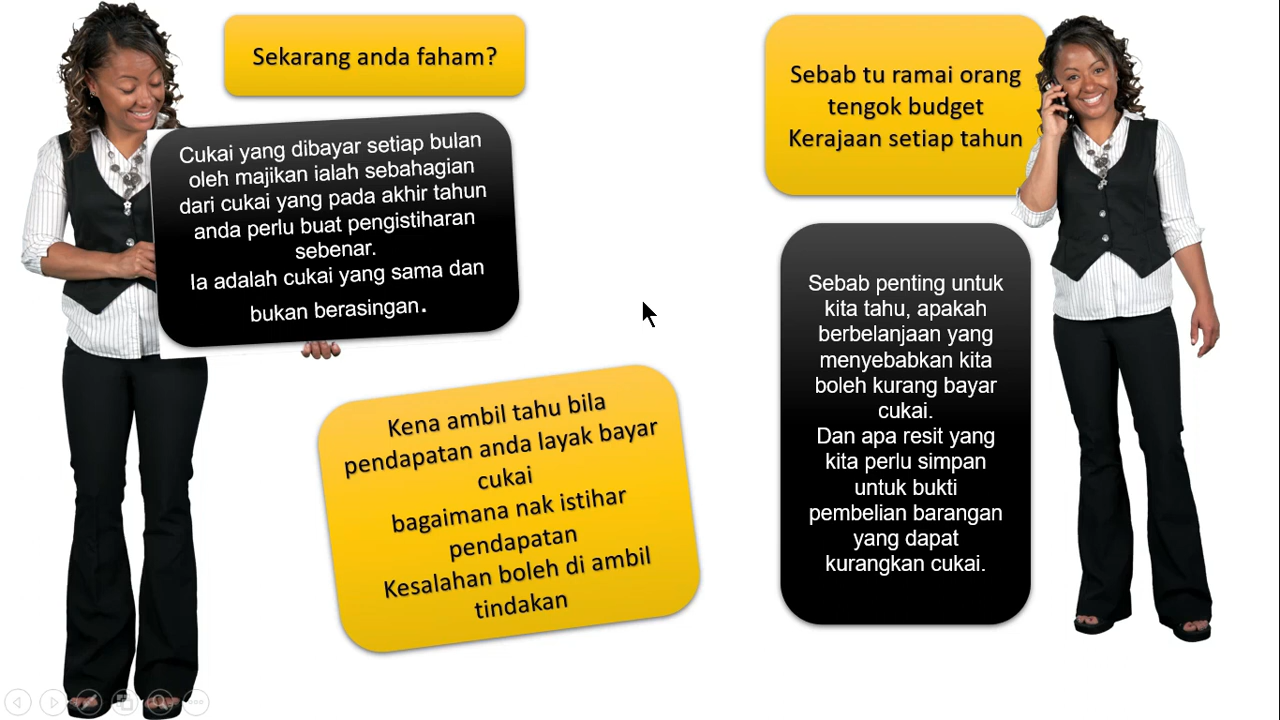 Sekarang anda faham?
Cukai yang dibayar setiap bulan
oleh majikan ialah sebahagian
dari cukai yang pada akhir tahun
anda perlu buat pengistiharan
sebenar.
Ia adalah cukai yang sama dan
bukan berasingan.
Kena ambil tahu bila
pendapatan anda layak bayar
cukai
bagaimana nak istihar
pendapatan
Kesalahan boleh di ambil
tindakan
Sebab tu ramai orang
tengok budget
Kerajaan setiap tahun
Sebab penting untuk
kita tahu, apakah
berbelanjaan yang
menyebabkan kita
boleh kurang bayar
cukai.
Dan apa resit yang
kita perlu simpan
untuk bukti
pembelian barangan
yang dapat
kurangkan cukai.